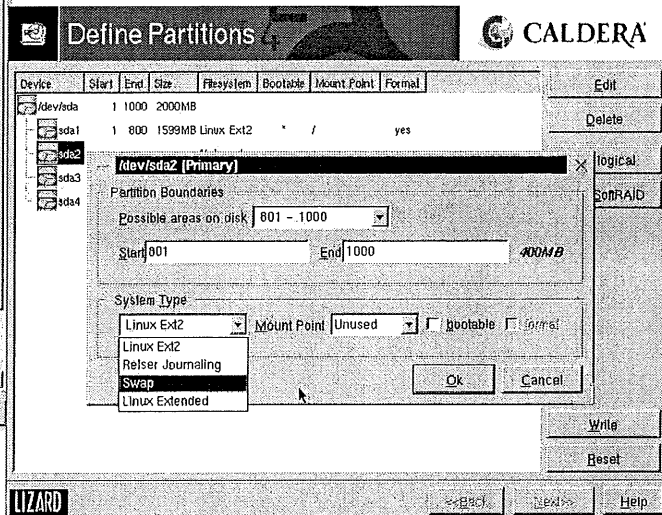 Define Partitions
CALDERA
Device Start End Size Filesystem Bootable Mount Point Format
/dev/sda 1 1000 2000MB
sda1 1 800 1599MB Linux Ext2 * / yes
sda2
sda3
sda4
Edit
Delete
logical
SoftRAID
/dev/sda2 [Primary]
Partition Boundaries
Possible areas on disk 801 - 1000
Start 801 End 1000 400MB
System Type
Linux Ext2 Mount Point Unused bootable format
Linux Ext2
Reiser Journaling
Swap
Linux Extended
Ok Cancel
Write
Reset
LIZARD
<<Back Next>> Help